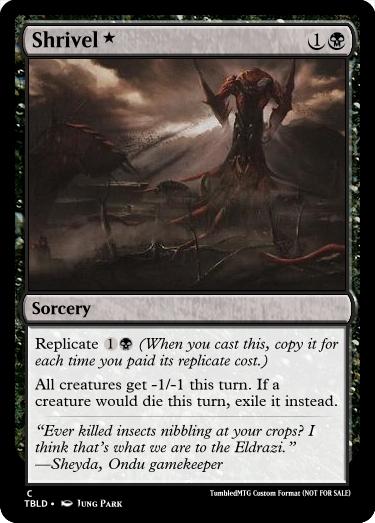 Shrivel ★ 1
Sorcery
Replicate 1 (When you cast this, copy it for
each time you paid its replicate cost.)
All creatures get -1/-1 this turn. If a
creature would die this turn, exile it instead.
“Ever killed insects nibbling at your crops? I
think that’s what we are to the Eldrazi.”
—Sheyda, Ondu gamekeeper
C
TBLD • Jung Park
TumbledMTG Custom Format (NOT FOR SALE)